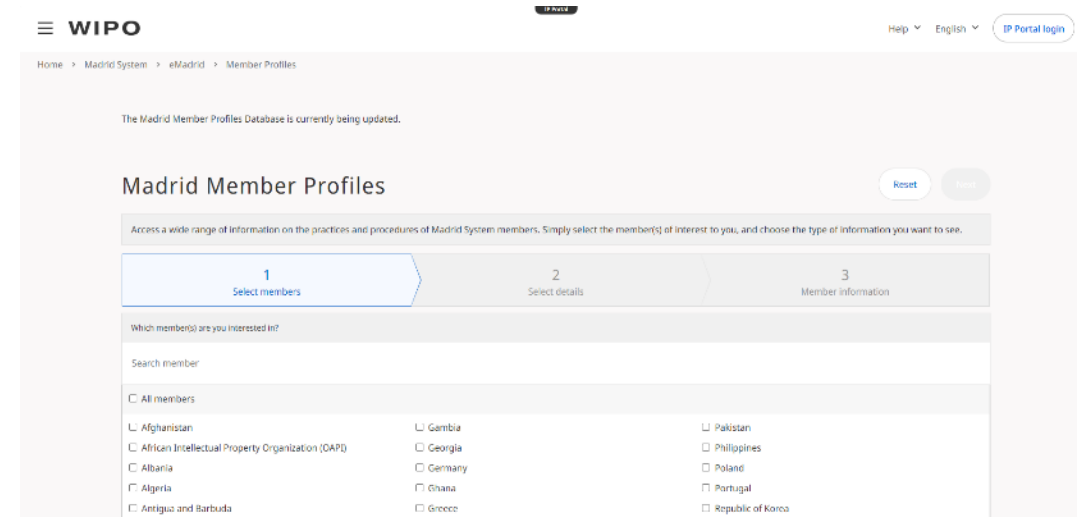 IP Portal
WIPO
Help English IP Portal login
Home > Madrid System > eMadrid > Member Profiles
The Madrid Member Profiles Database is currently being updated.
Madrid Member Profiles
Reset Next
Access a wide range of information on the practices and procedures of Madrid System members. Simply select the member(s) of interest to you, and choose the type of information you want to see.
1 2 3
Select members Select details Member information
Which member(s) are you interested in?
Search member
All members
Afghanistan Gambia Pakistan
African Intellectual Property Organization (OAPI) Georgia Philippines
Albania Germany Poland
Algeria Ghana Portugal
Antigua and Barbuda Greece Republic of Korea